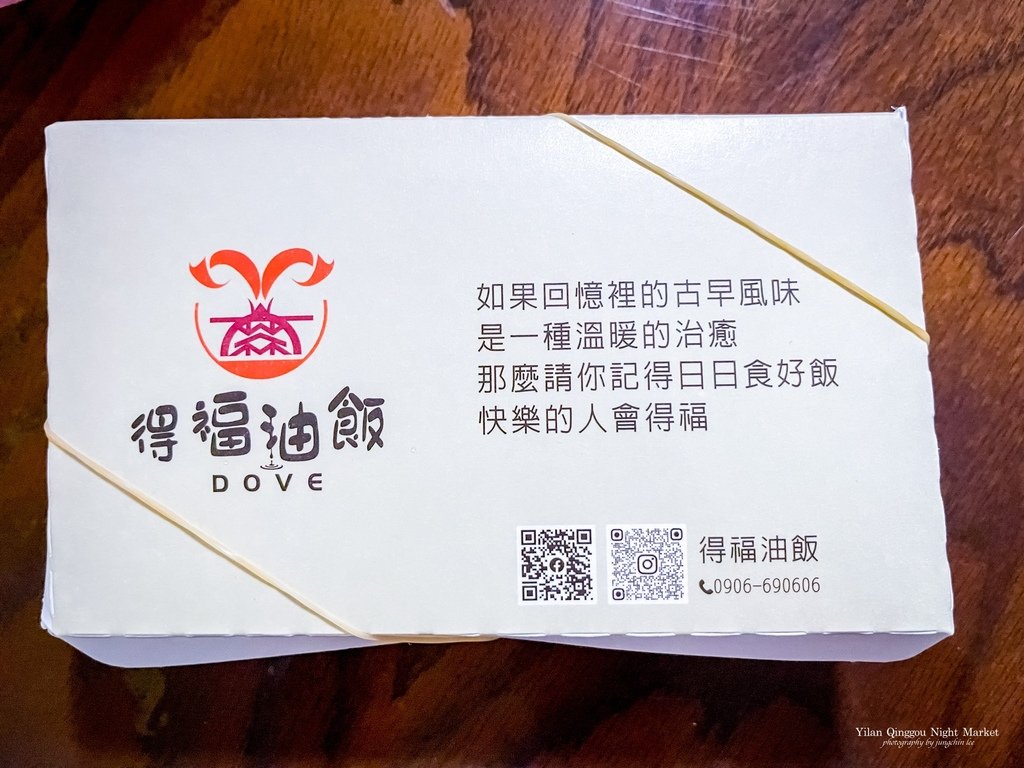 得福油飯
DOVE
如果回憶裡的古早風味
是一種溫暖的治癒
那麼請你記得日日食好飯
快樂的人會得福
得福油飯
0906-690606
Yilan Qinggou Night Market
photography by jungchin lee